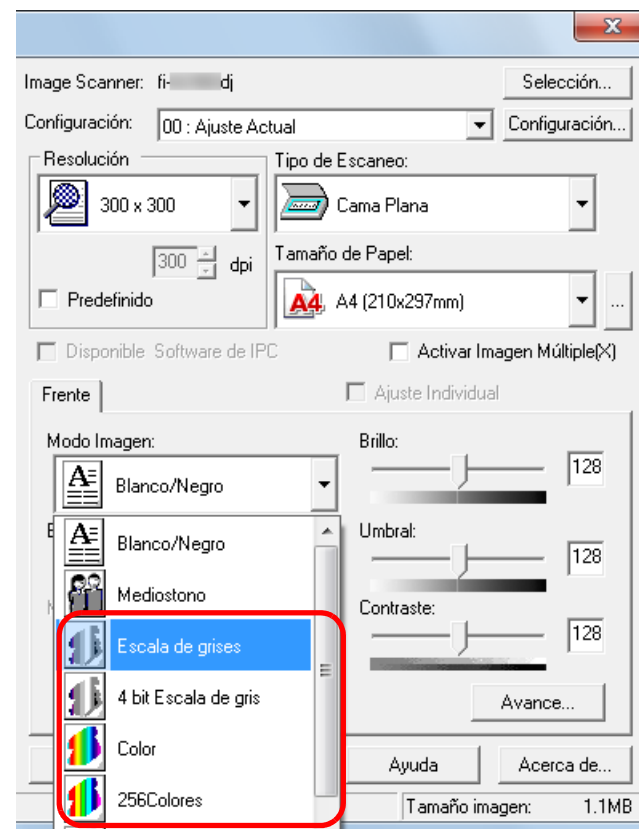 Image Scanner: fi- dj
Selección...
Configuración: 00 : Ajuste Actual
Configuración...
Resolución
300 x 300
300 dpi
Predefinido
Tipo de Escaneo:
Cama Plana
Tamaño de Papel:
A4
A4 (210x297mm)
...
Disponible Software de IPC
Activar Imagen Múltiple(X)
Frente
Ajuste Individual
Modo Imagen:
Blanco/Negro
Blanco/Negro
Mediostono
Escala de grises
4 bit Escala de gris
Color
256Colores
Brillo:
128
Umbral:
128
Contraste:
128
Avance...
Ayuda
Acerca de...
Tamaño imagen: 1.1MB